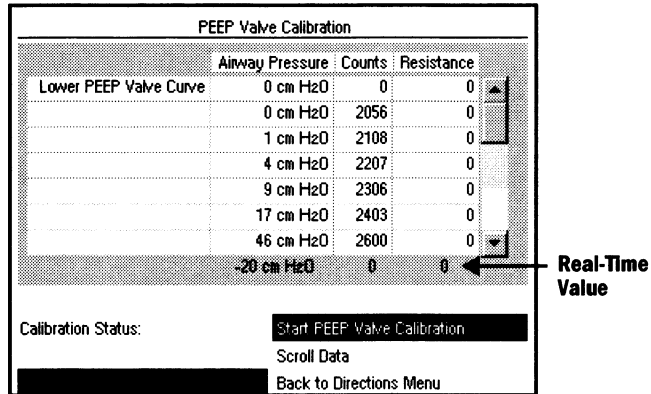 PEEP Valve Calibration
Airway Pressure Counts Resistance
Lower PEEP Valve Curve 0 cm H2O 0 0
0 cm H2O 2056 0
1 cm H2O 2108 0
4 cm H2O 2207 0
9 cm H2O 2306 0
17 cm H2O 2403 0
46 cm H2O 2600 0
-20 cm H2O 0 0
Real-Time
Value
Calibration Status: Start PEEP Valve Calibration
Scroll Data
Back to Directions Menu